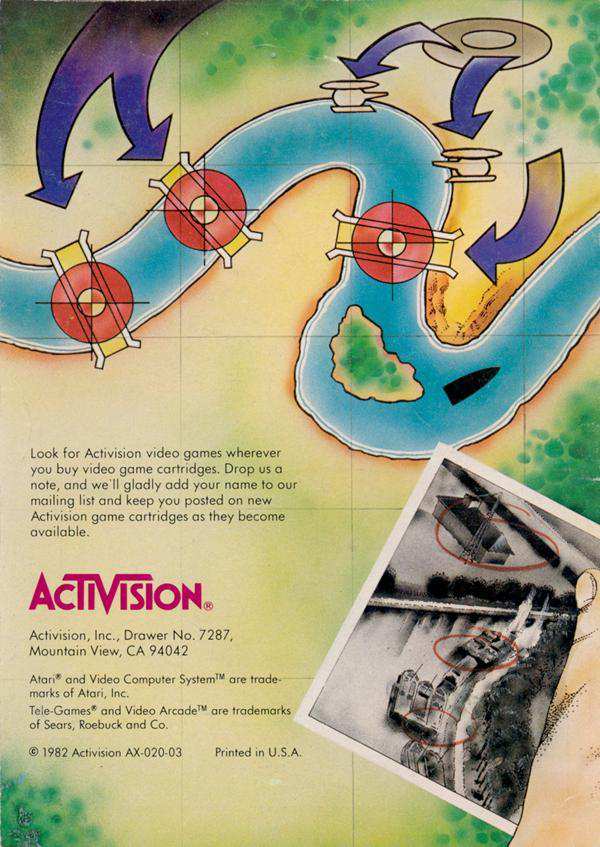 Look for Activision video games wherever
you buy video game cartridges. Drop us a
note, and we'll gladly add your name to our
mailing list and keep you posted on new
Activision game cartridges as they become
available.
ACTIVISION®
Activision, Inc., Drawer No. 7287,
Mountain View, CA 94042
Atari® and Video Computer System™ are trade-
marks of Atari, Inc.
Tele-Games® and Video Arcade™ are trademarks
of Sears, Roebuck and Co.
© 1982 Activision AX-020-03 Printed in U.S.A.